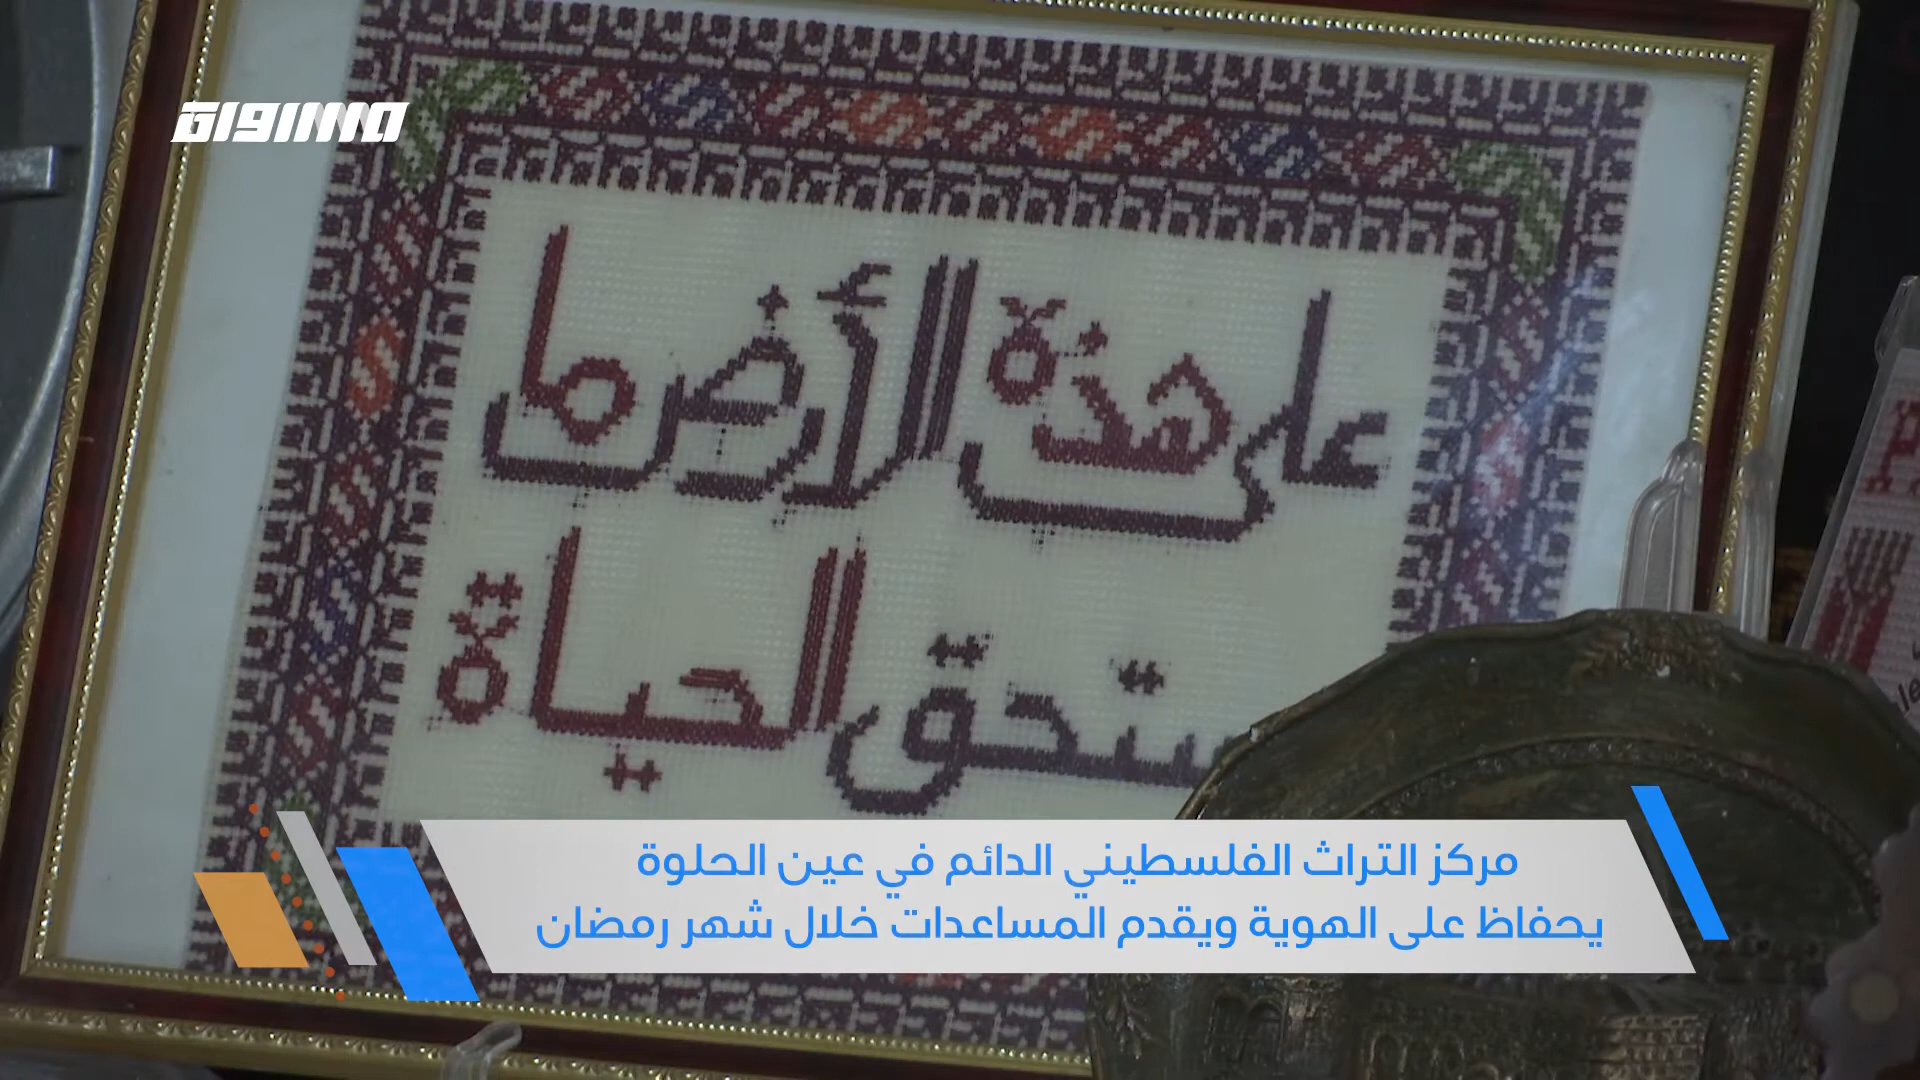 مساواة
على هذه الأرض ما
ستحق الحياة
مركز التراث الفلسطيني الدائم في عين الحلوة
يحفاظ على الهوية ويقدم المساعدات خلال شهر رمضان